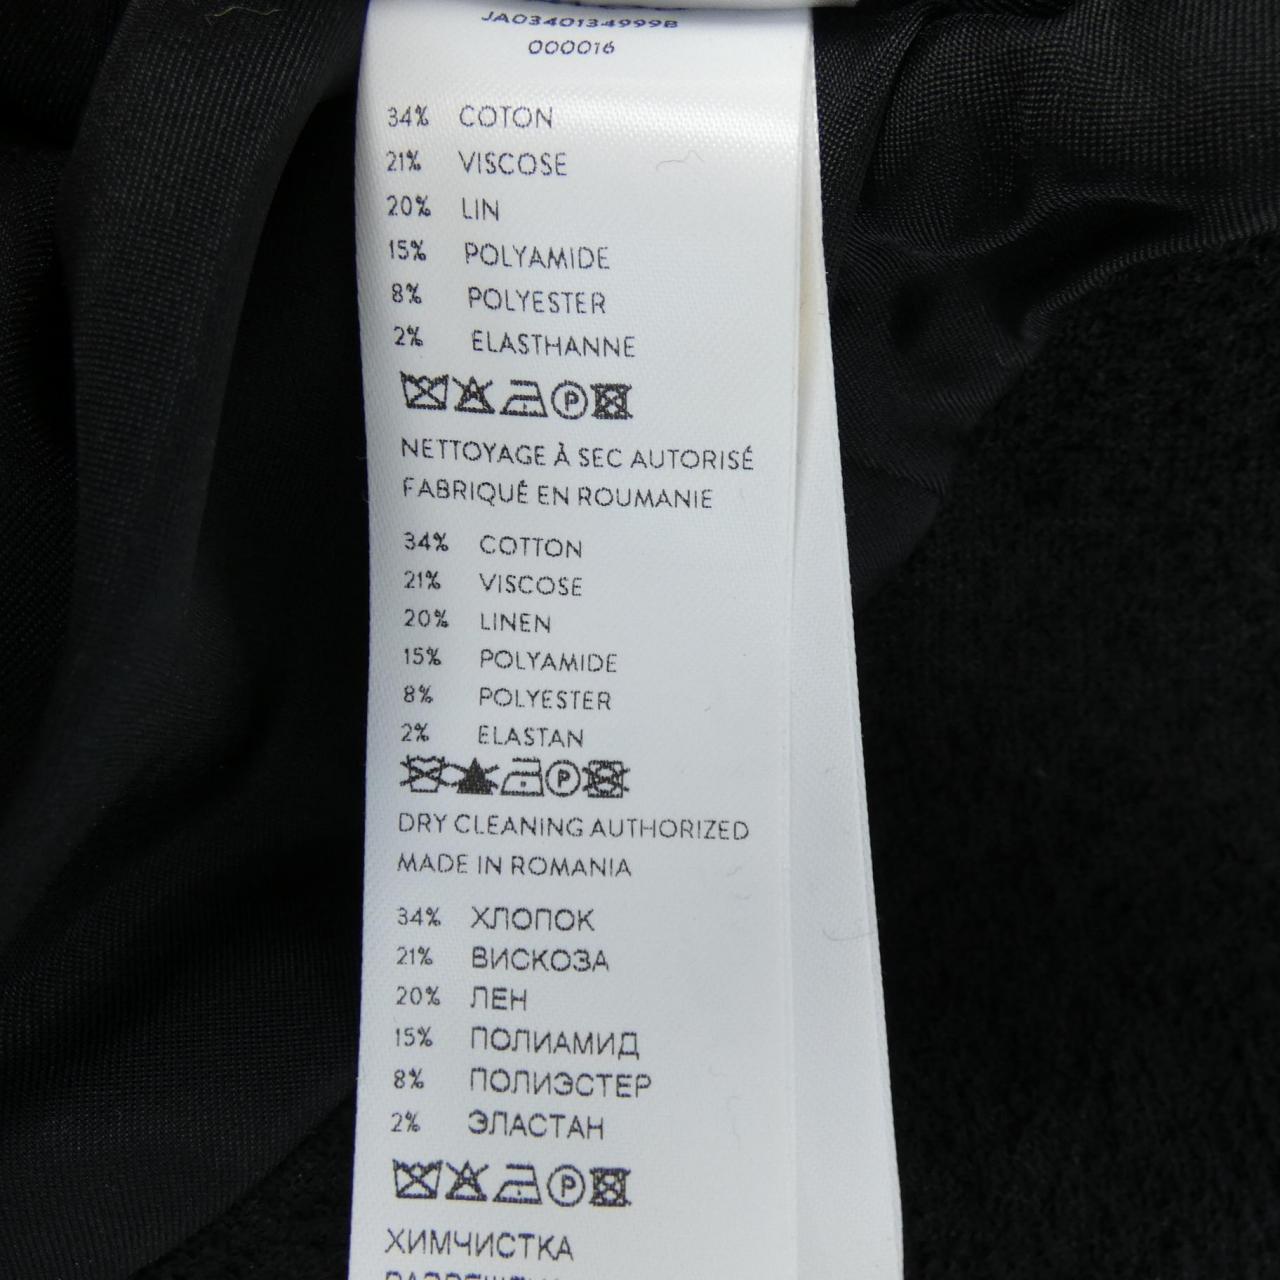 JA0340134999B
000016
34% COTON
21% VISCOSE
20% LIN
15% POLYAMIDE
8% POLYESTER
2% ELASTHANNE
P
NETTOYAGE À SEC AUTORISÉ
FABRIQUÉ EN ROUMANIE
34% COTTON
21% VISCOSE
20% LINEN
15% POLYAMIDE
8% POLYESTER
2% ELASTAN
P
DRY CLEANING AUTHORIZED
MADE IN ROMANIA
34% ХЛОПОК
21% ВИСКОЗА
20% ЛЕН
15% ПОЛИАМИД
8% ПОЛИЭСТЕР
2% ЭЛАСТАН
P
ХИМЧИСТКА